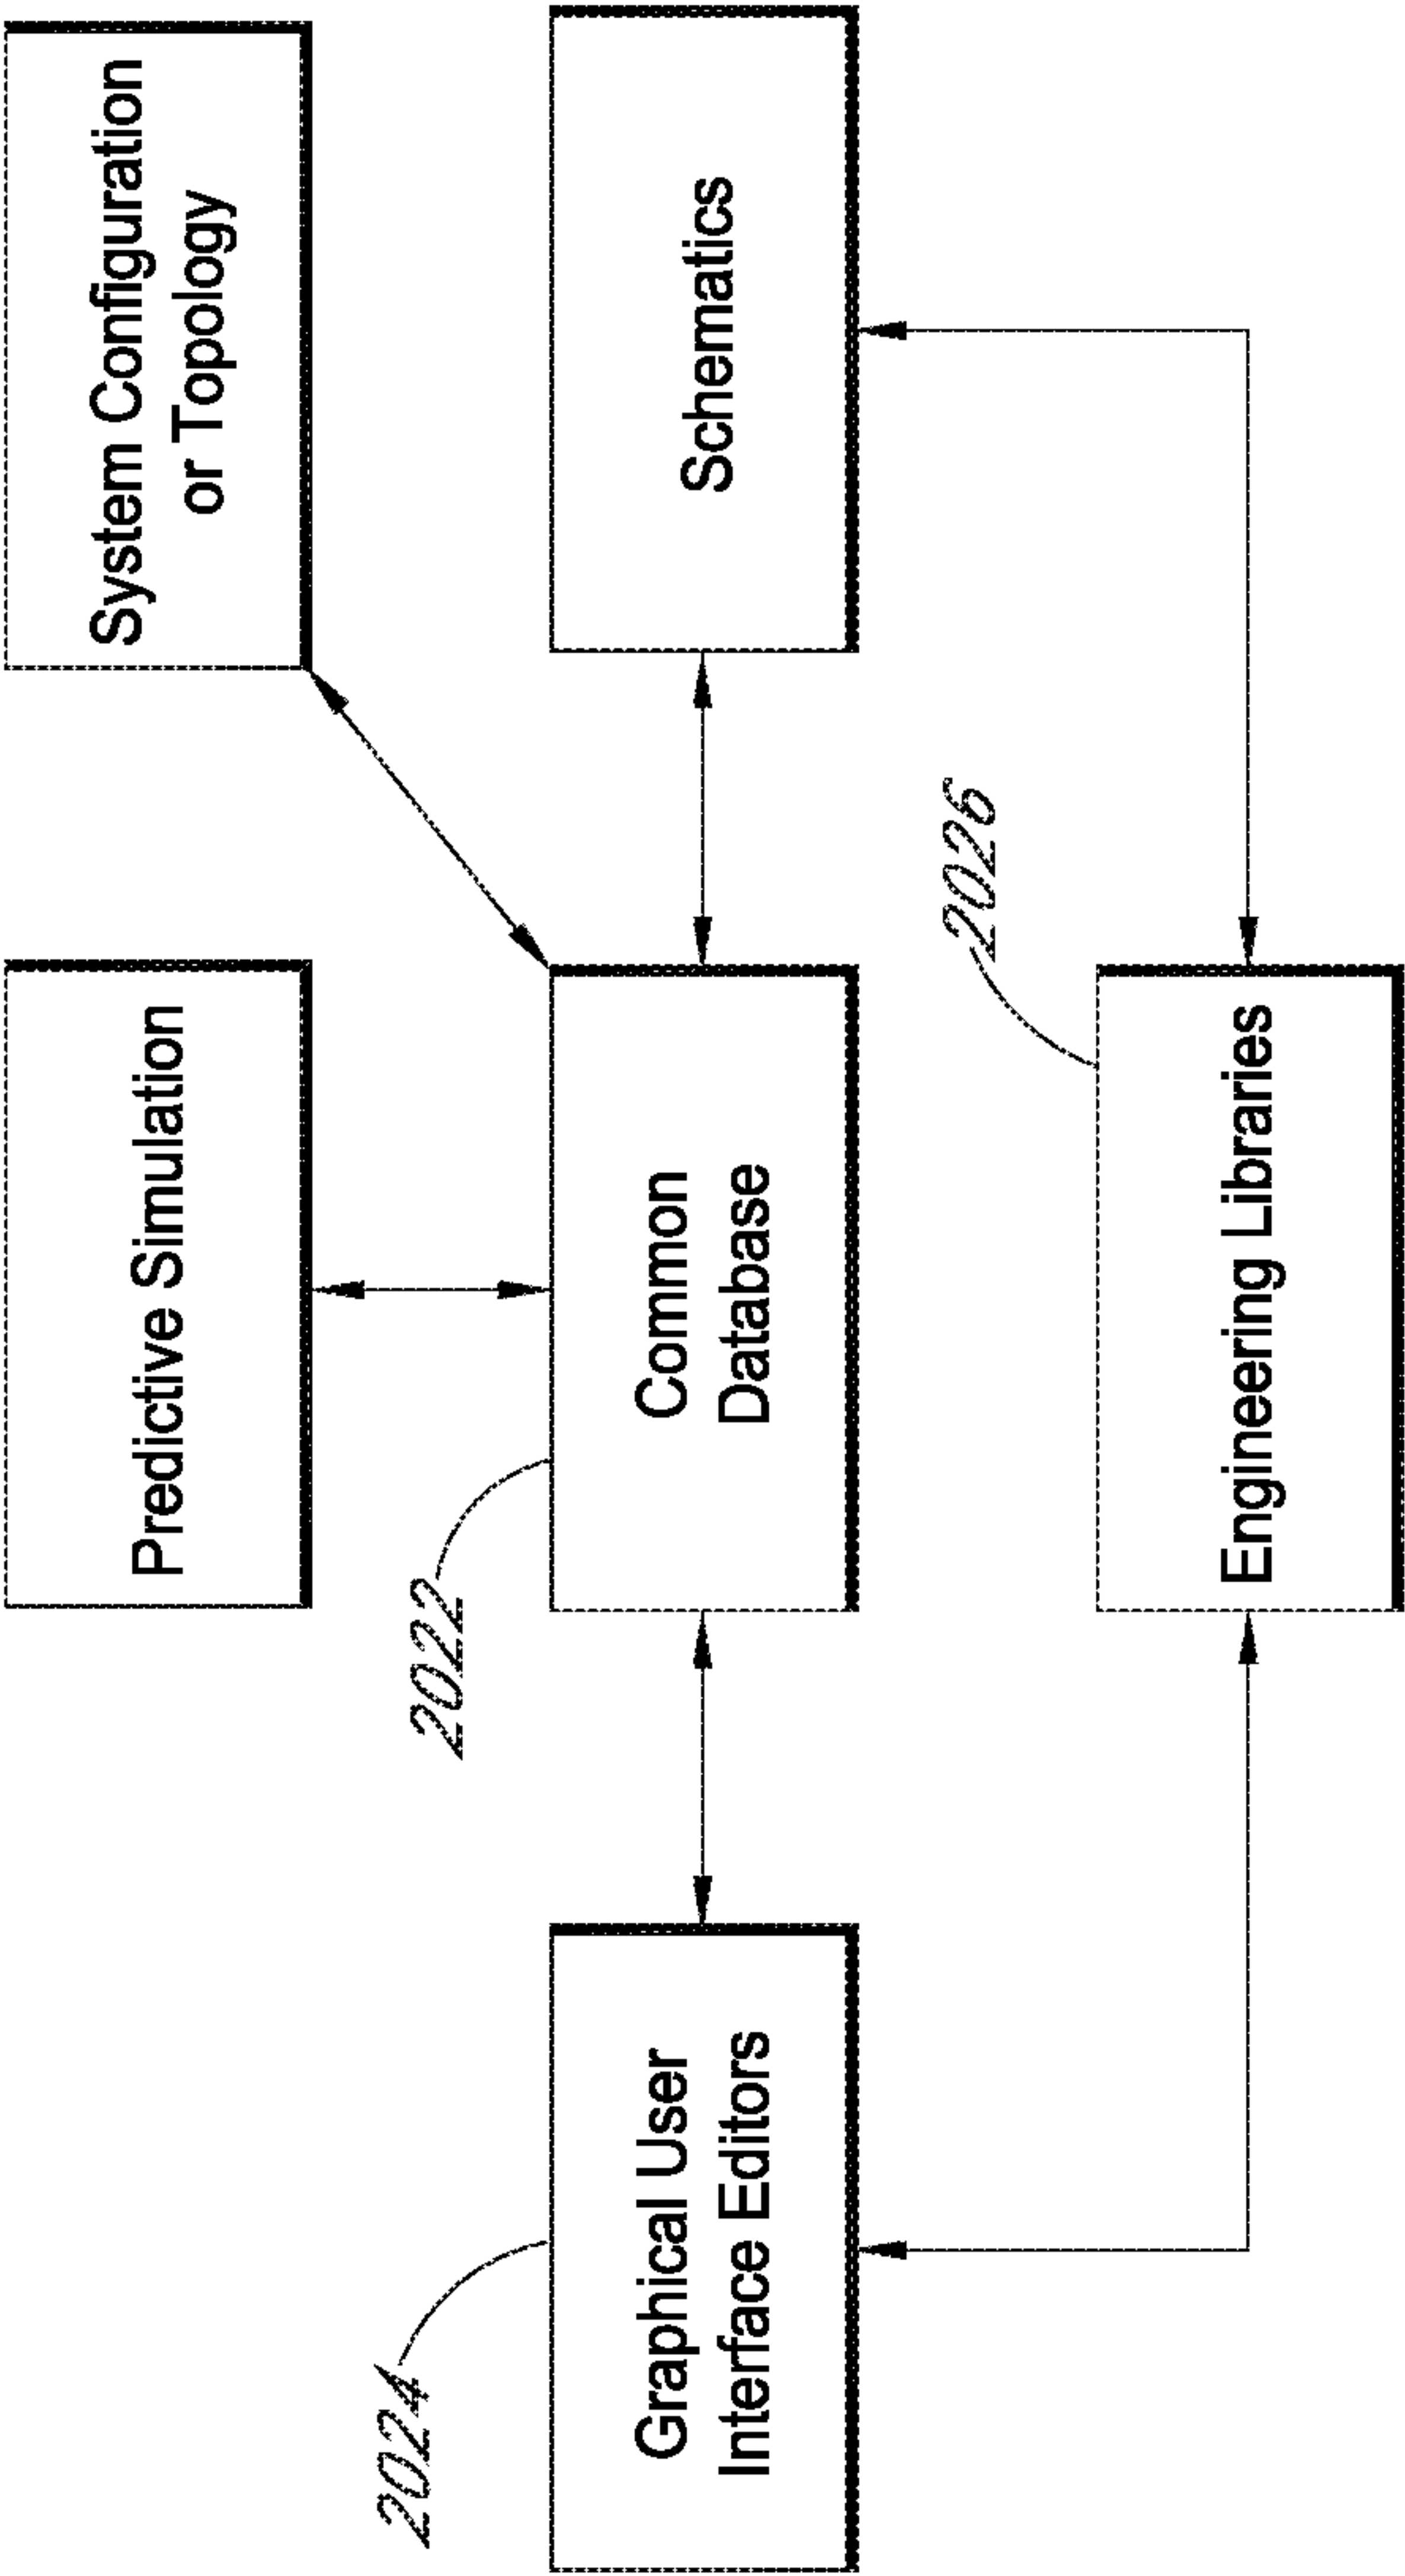 Predictive Simulation
System Configuration
or Topology
2024
Graphical User
Interface Editors
2022
Common
Database
Schematics
2026
Engineering Libraries